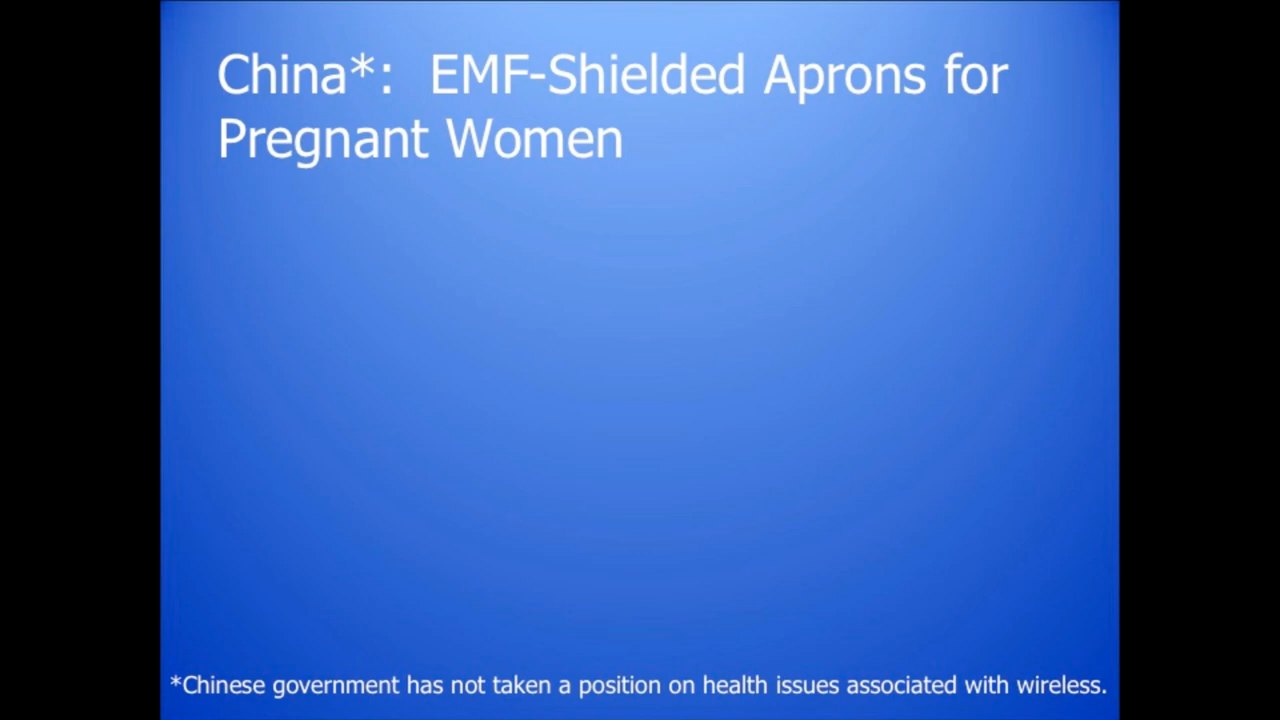 China*:  EMF-Shielded Aprons for
Pregnant Women
*Chinese government has not taken a position on health issues associated with wireless.